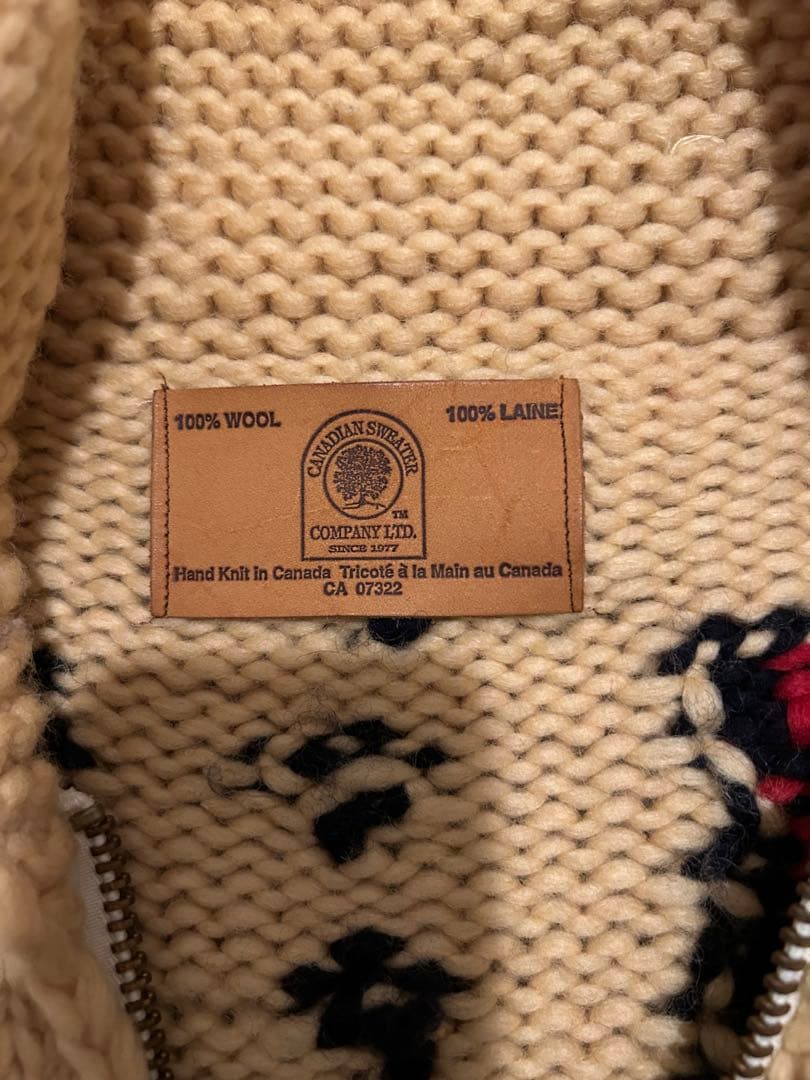 100% WOOL 100% LAINE
CANADIAN SWEATER
TM
COMPANY LTD.
SINCE 1977
Hand Knit in Canada Tricoté à la Main au Canada
CA 07322